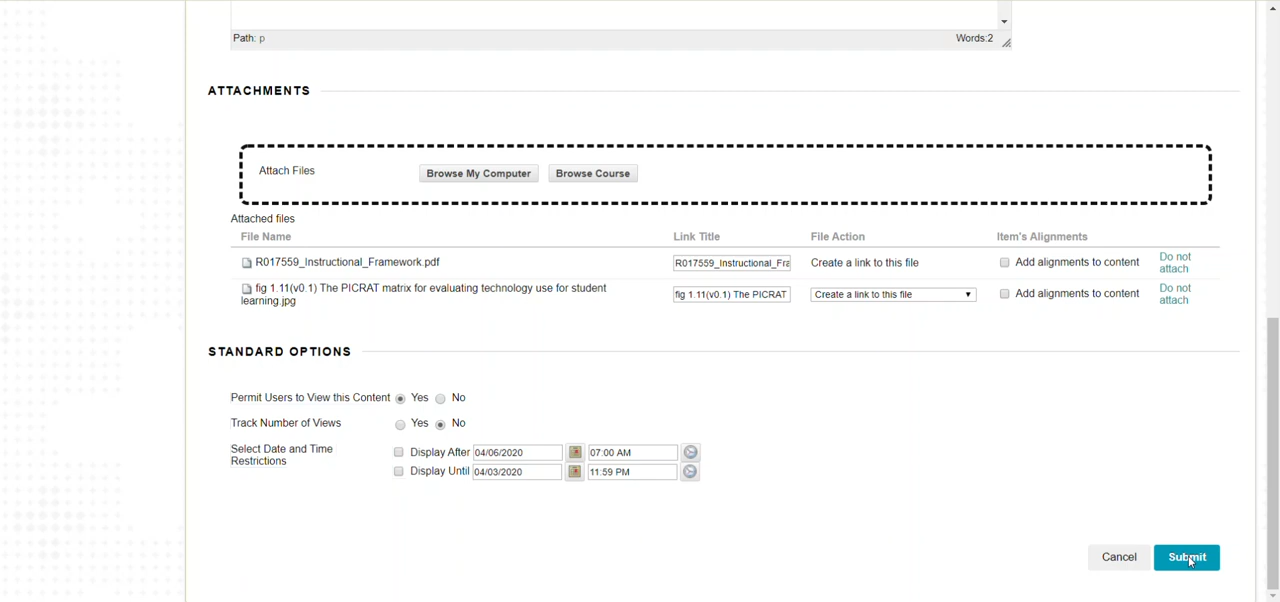 Path: p Words:2
ATTACHMENTS
Attach Files Browse My Computer Browse Course
Attached files
File Name Link Title File Action Item's Alignments
R017559_Instructional_Framework.pdf R017559_Instructional_Fra Create a link to this file Add alignments to content Do not
attach
fig 1.11(v0.1) The PICRAT matrix for evaluating technology use for student
learning.jpg fig 1.11(v0.1) The PICRAT Create a link to this file Add alignments to content Do not
attach
STANDARD OPTIONS
Permit Users to View this Content Yes No
Track Number of Views Yes No
Select Date and Time
Restrictions
Display After 04/06/2020 07:00 AM
Display Until 04/03/2020 11:59 PM
Cancel Submit